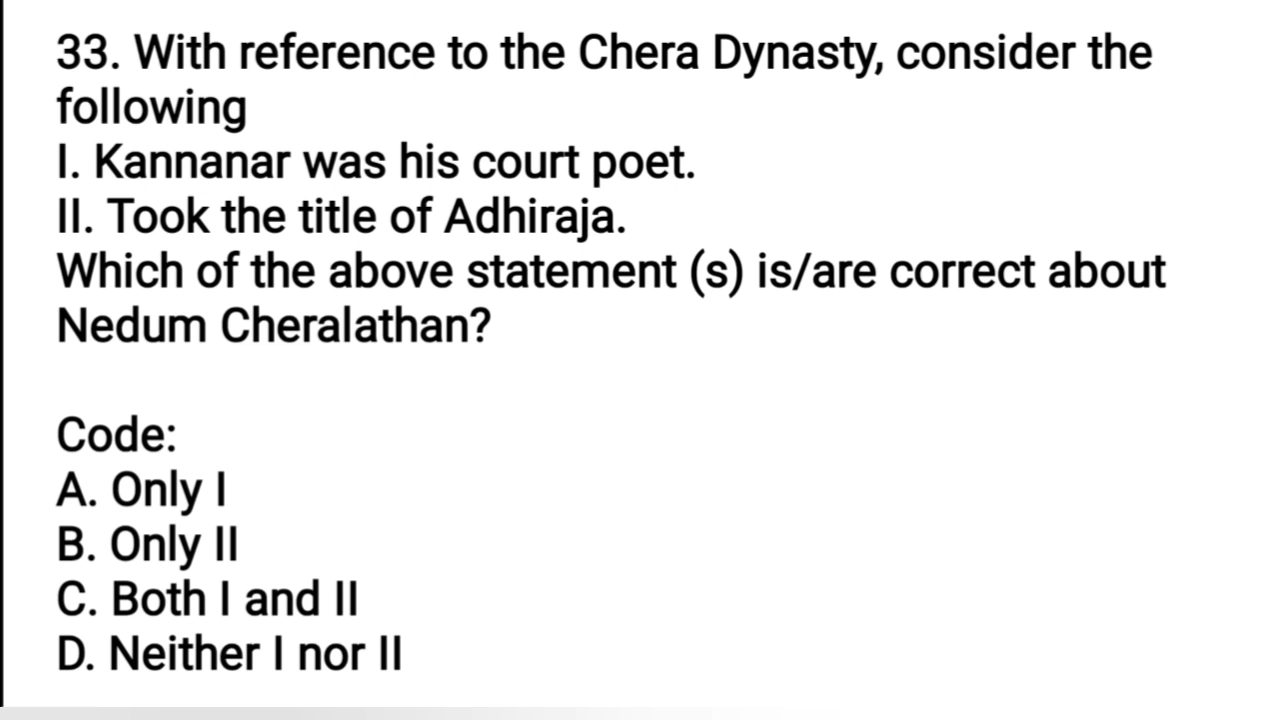 33. With reference to the Chera Dynasty, consider the
following
I. Kannanar was his court poet.
II. Took the title of Adhiraja.
Which of the above statement (s) is/are correct about
Nedum Cheralathan?
Code:
A. Only I
B. Only II
C. Both I and II
D. Neither I nor II